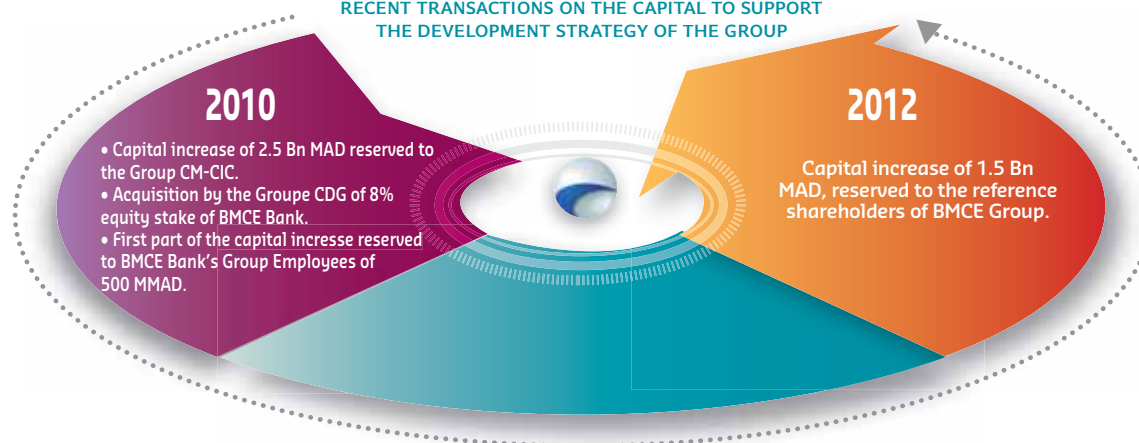 RECENT TRANSACTIONS ON THE CAPITAL TO SUPPORT
THE DEVELOPMENT STRATEGY OF THE GROUP
2010
• Capital increase of 2.5 Bn MAD reserved to
the Group CM-CIC.
• Acquisition by the Groupe CDG of 8%
equity stake of BMCE Bank.
• First part of the capital incresse reserved
to BMCE Bank's Group Employees of
500 MMAD.
2012
Capital increase of 1.5 Bn
MAD, reserved to the reference
shareholders of BMCE Group.